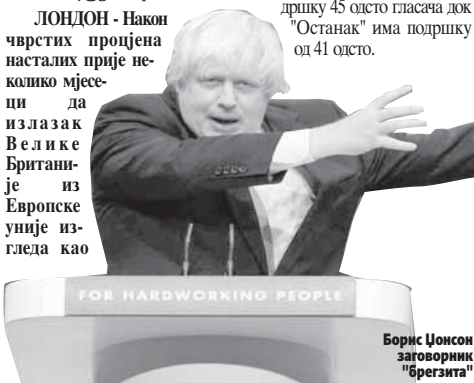 ЛОНДОН - Након
чврстих процјена
насталих прије не-
колико мјесе-
ци да
излазак
Велике
Британи-
је из
Европске
уније из-
гледа као
дршку 45 одсто гласача док
"Останак" има подршку
од 41 одсто.
FOR HARDWORKING PEOPLE
Борис Џонсон
заговорник
"брегзита"